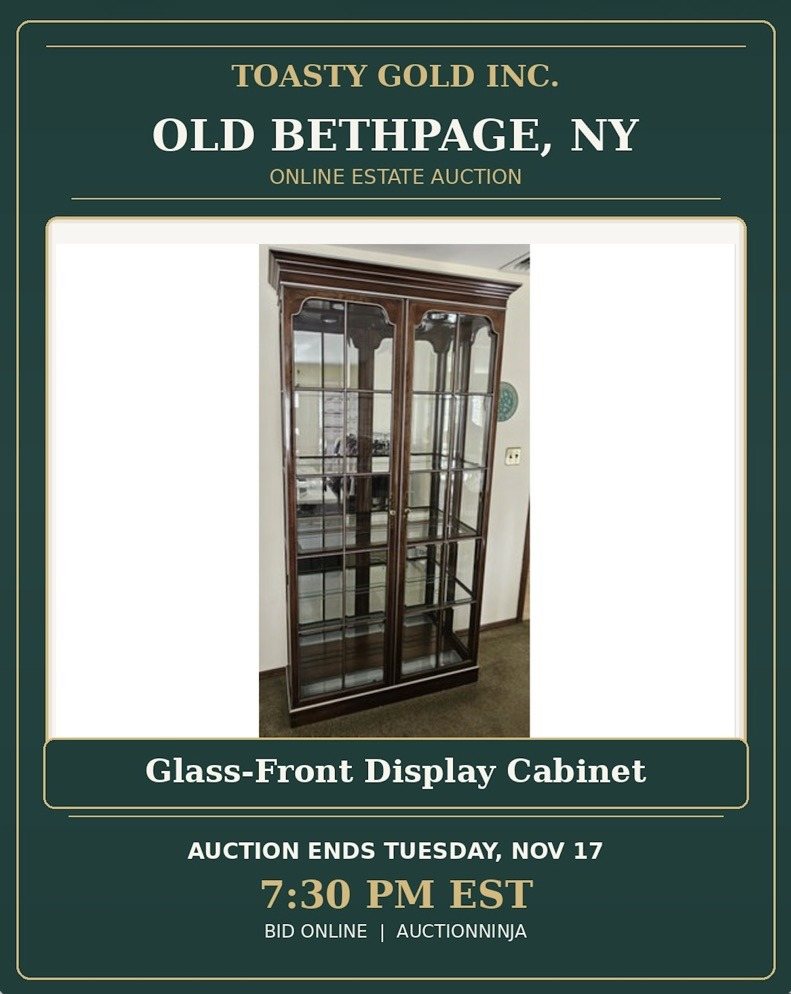 TOASTY GOLD INC.
OLD BETHPAGE, NY
ONLINE ESTATE AUCTION
Glass-Front Display Cabinet
AUCTION ENDS TUESDAY, NOV 17
7:30 PM EST
BID ONLINE | AUCTIONNINJA